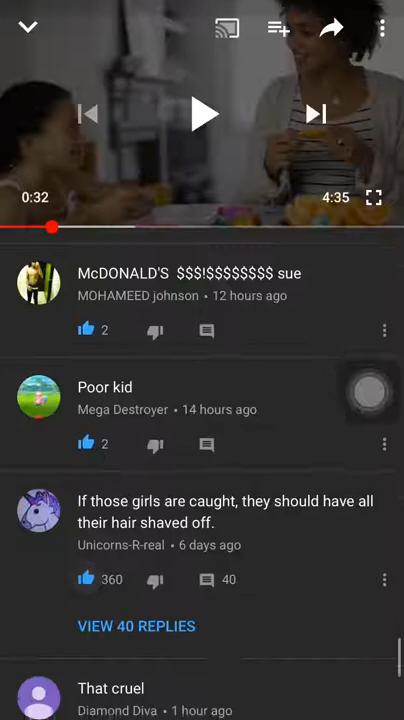 0:32
4:35
McDONALD'S $$$!$$$$$$$$ sue
MOHAMEED johnson • 12 hours ago
2
Poor kid
Mega Destroyer • 14 hours ago
2
If those girls are caught, they should have all
their hair shaved off.
Unicorns-R-real • 6 days ago
360
40
VIEW 40 REPLIES
That cruel
Diamond Diva • 1 hour ago